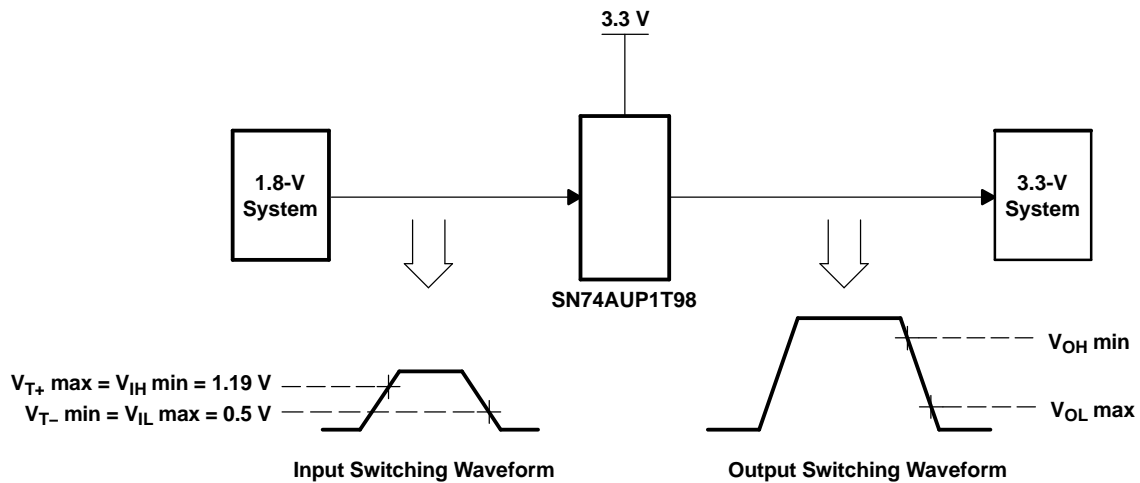 3.3 V
1.8-V
System
3.3-V
System
SN74AUP1T98
VT+ max = VIH min = 1.19 V
VT– min = VIL max = 0.5 V
VOH min
VOL max
Input Switching Waveform
Output Switching Waveform